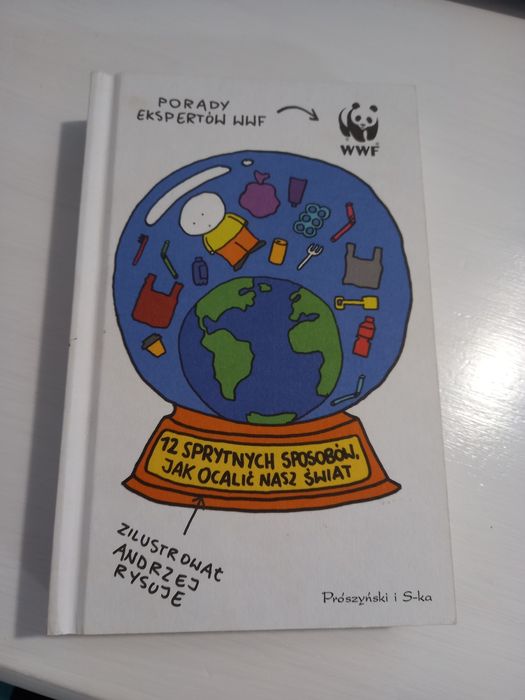 PORADY
EKSPERTÓW WWF
WWF
12 SPRYTNYCH SPOSOBÓW,
JAK OCALIĆ NASZ ŚWIAT
ZILUSTROWAŁ
ANDRZEJ
RYSUJE
Prószyński i S-ka